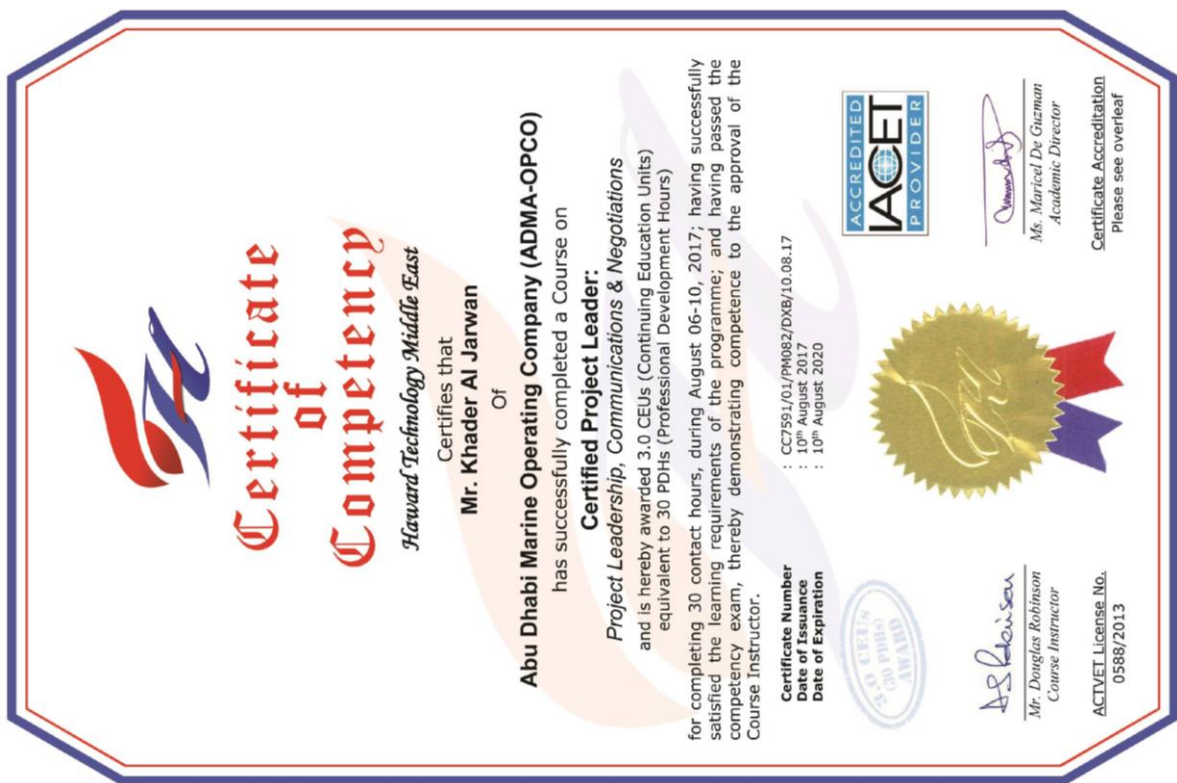 Certificate
of
Competency
Haward Technology Middle East
Certifies that
Mr. Khader Al Jarwan
Of
Abu Dhabi Marine Operating Company (ADMA-OPCO)
has successfully completed a Course on
Certified Project Leader:
Project Leadership, Communications & Negotiations
and is hereby awarded 3.0 CEUs (Continuing Education Units)
equivalent to 30 PDHs (Professional Development Hours)
for completing 30 contact hours, during August 06-10, 2017; having successfully
satisfied the learning requirements of the programme; and having passed the
competency exam, thereby demonstrating competence to the approval of the
Course Instructor.
Certificate Number : CC7591/01/PM082/DXB/10.08.17
Date of Issuance : 10th August 2017
Date of Expiration : 10th August 2020
3.0 CEUs
(30 PDHs)
AWARD
ACCREDITED
IACET
PROVIDER
Mr. Douglas Robinson
Course Instructor
Ms. Maricel De Guzman
Academic Director
ACTVET License No.
0588/2013
Certificate Accreditation
Please see overleaf